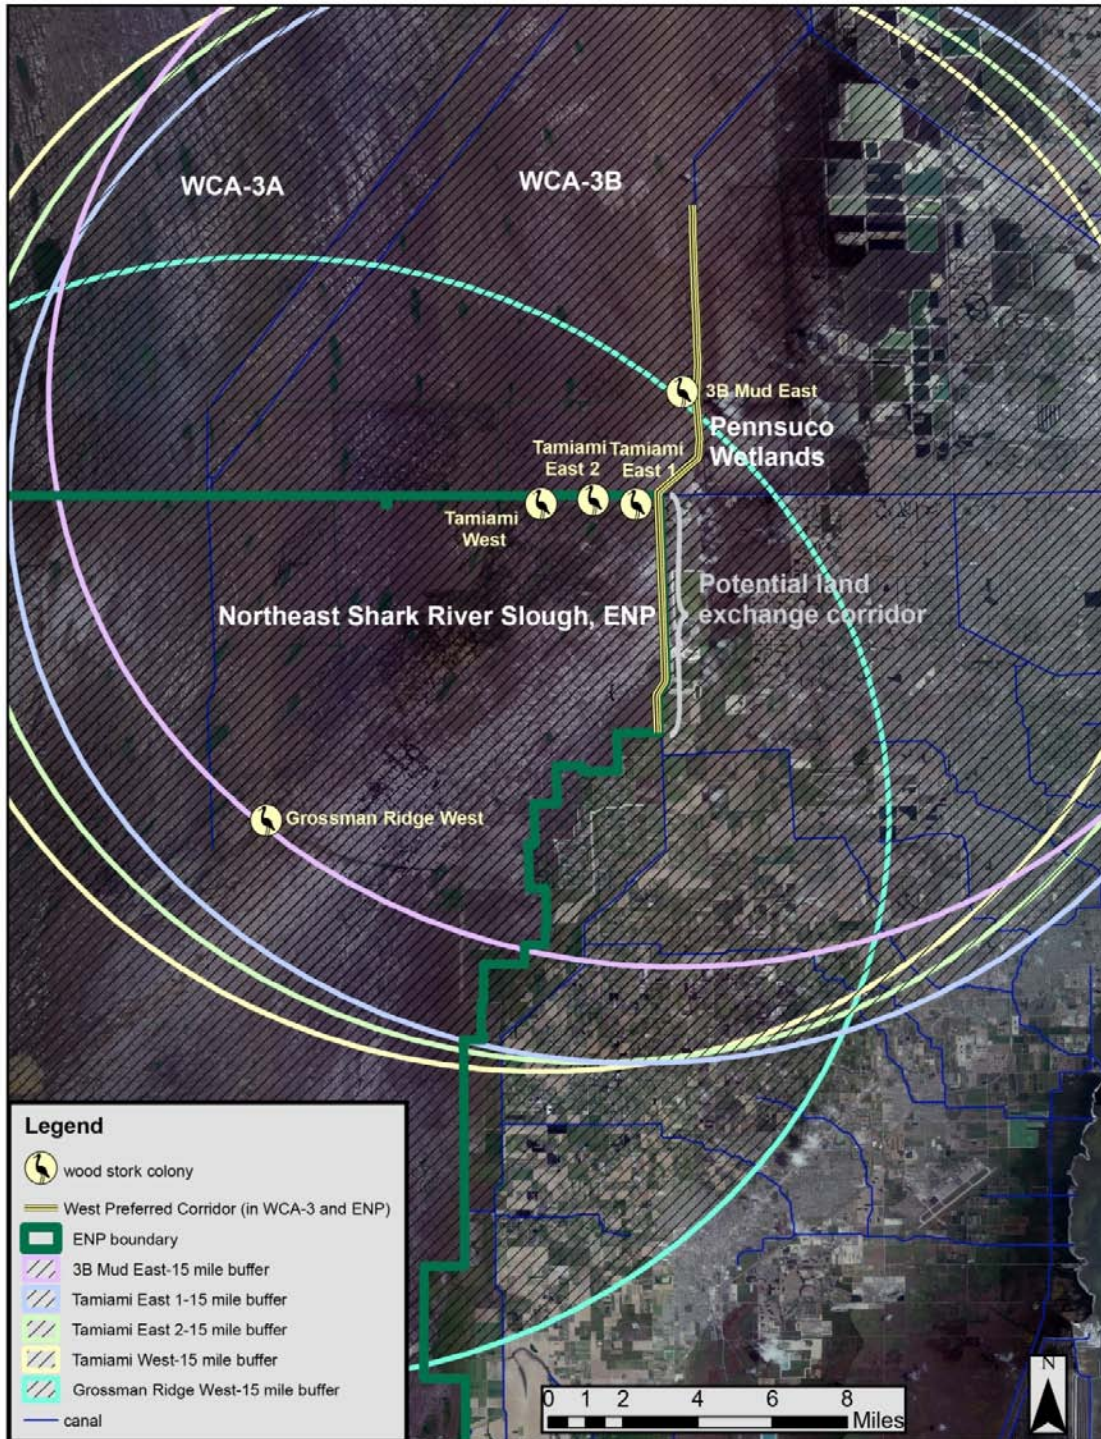 WCA-3A
WCA-3B
3B Mud East
Pennsuco
Wetlands
Tamiami
East 2
Tamiami
East 1
Tamiami
West
Potential land
exchange corridor
Northeast Shark River Slough, ENP
Grossman Ridge West
Legend
wood stork colony
West Preferred Corridor (in WCA-3 and ENP)
ENP boundary
3B Mud East-15 mile buffer
Tamiami East 1-15 mile buffer
Tamiami East 2-15 mile buffer
Tamiami West-15 mile buffer
Grossman Ridge West-15 mile buffer
canal
0 1 2 4 6 8
Miles
N